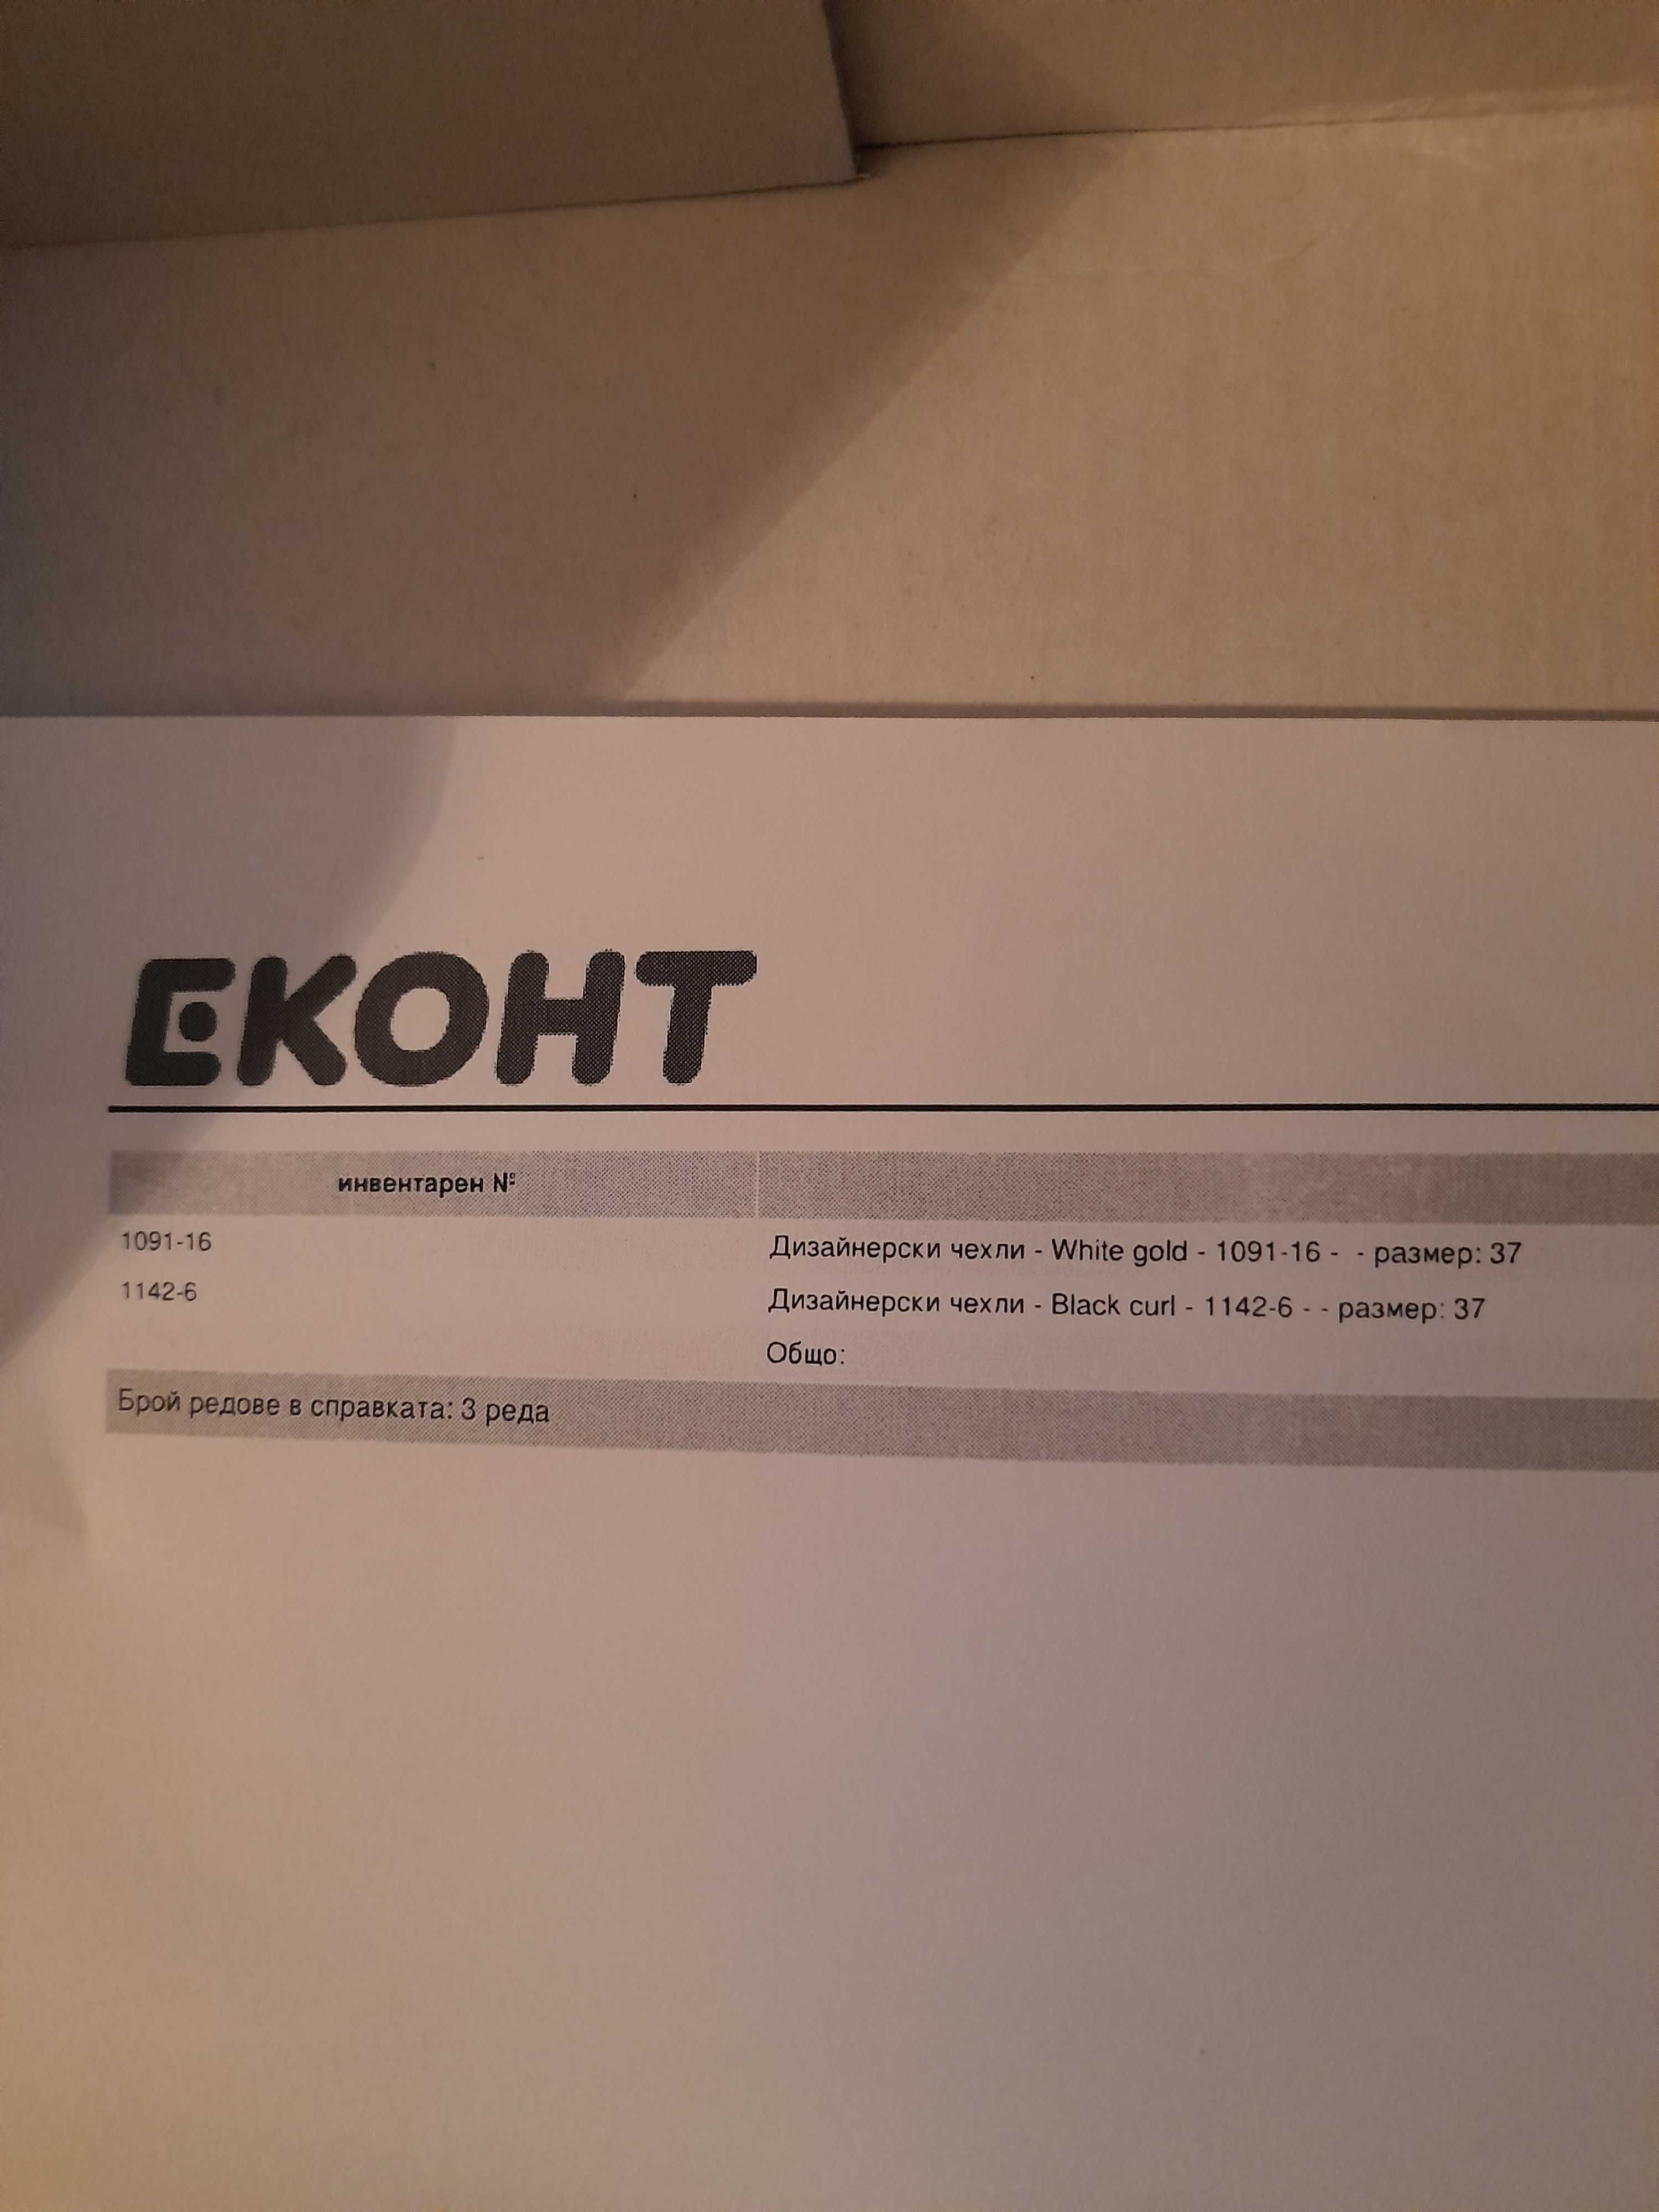 ЕКОНТ
инвентарен №
1091-16 Дизайнерски чехли - White gold - 1091-16 - - размер: 37
1142-6 Дизайнерски чехли - Black curl - 1142-6 - - размер: 37
Общо:
Брой редове в справката: 3 реда